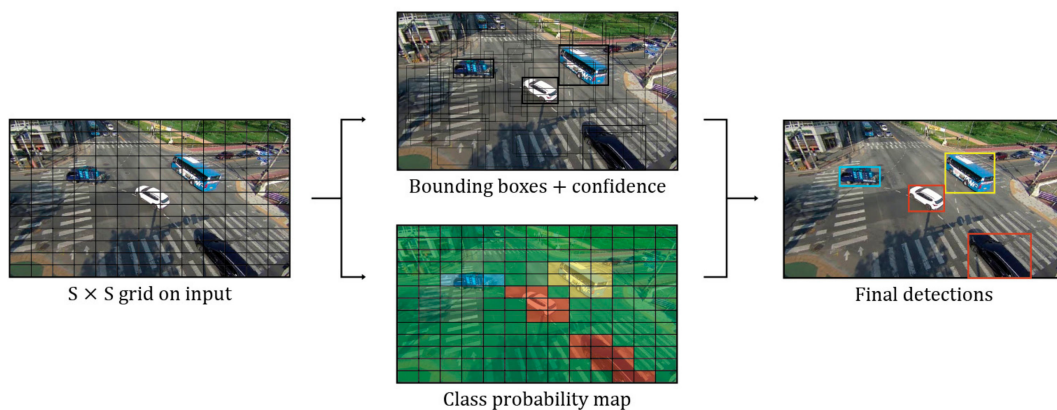 Bounding boxes + confidence
S × S grid on input
Final detections
Class probability map